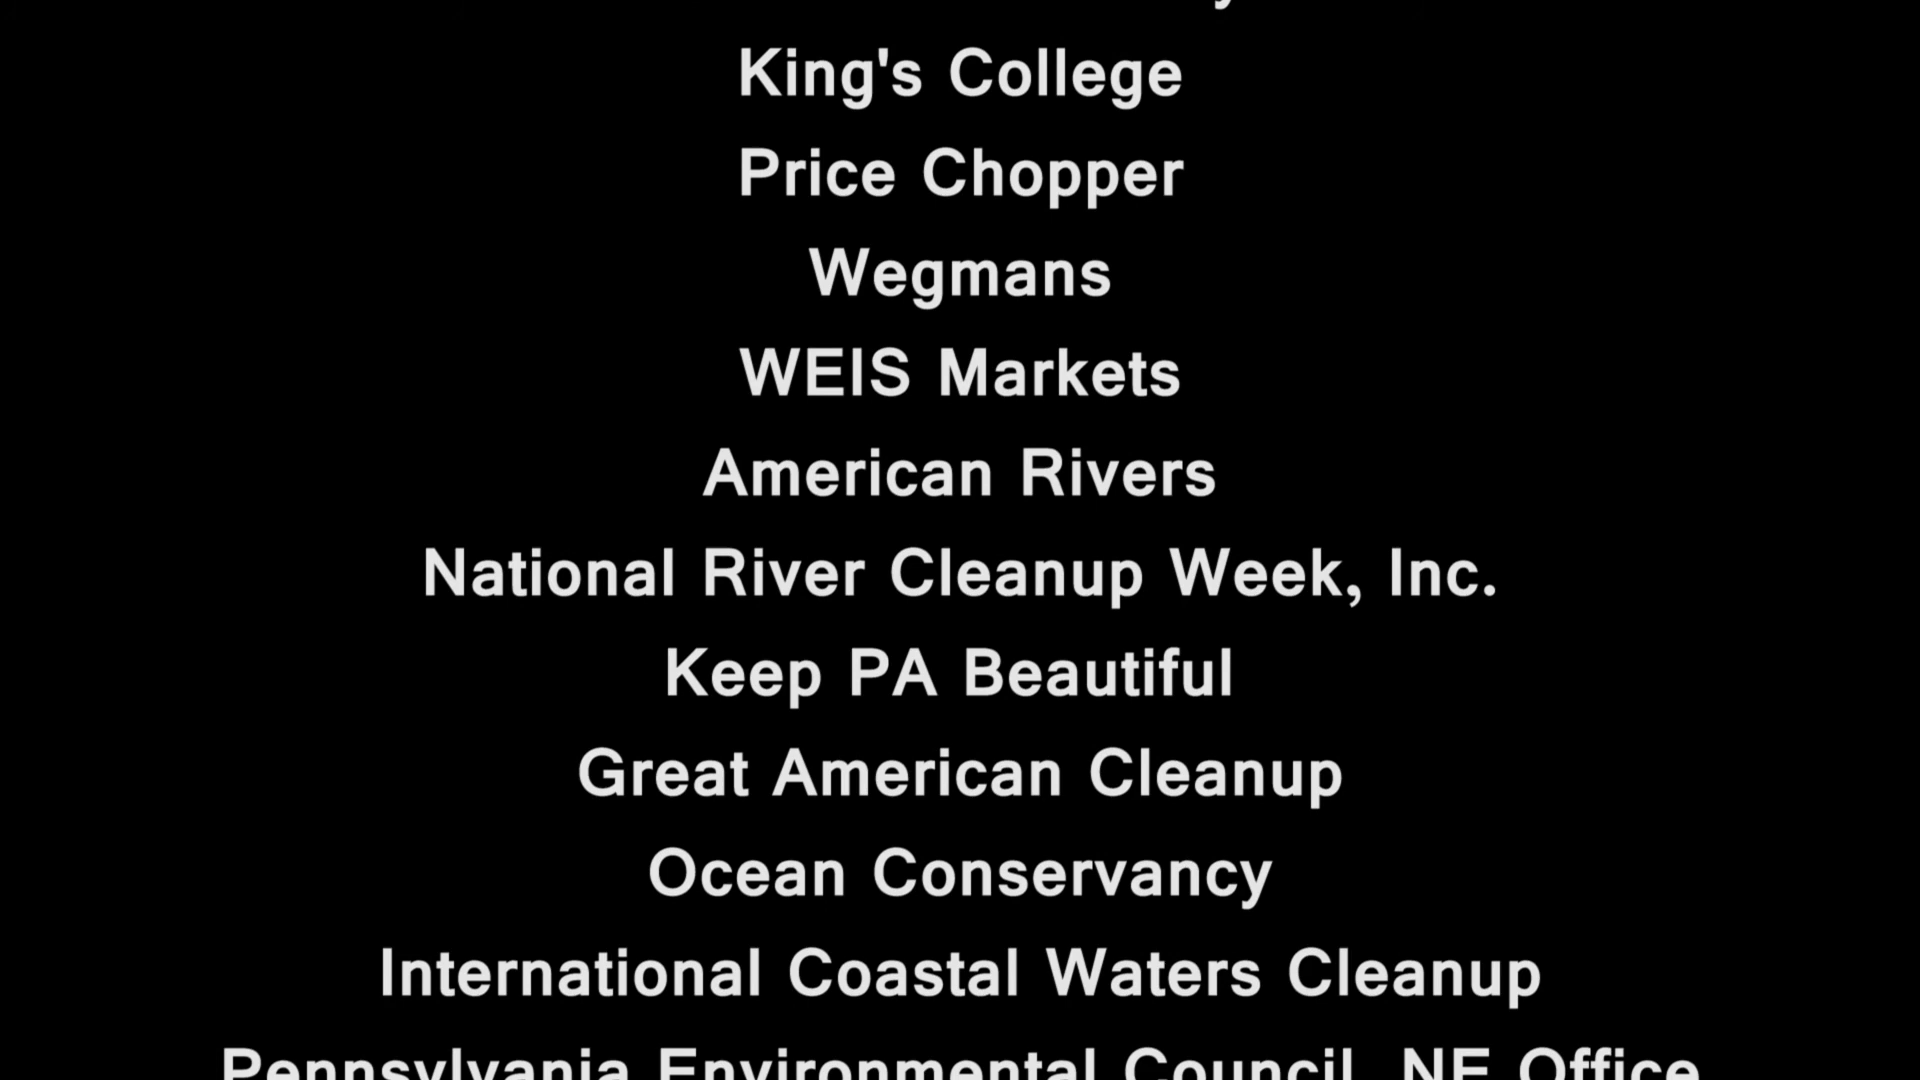 King's College
Price Chopper
Wegmans
WEIS Markets
American Rivers
National River Cleanup Week, Inc.
Keep PA Beautiful
Great American Cleanup
Ocean Conservancy
International Coastal Waters Cleanup
Pennsylvania Environmental Council, NE Office